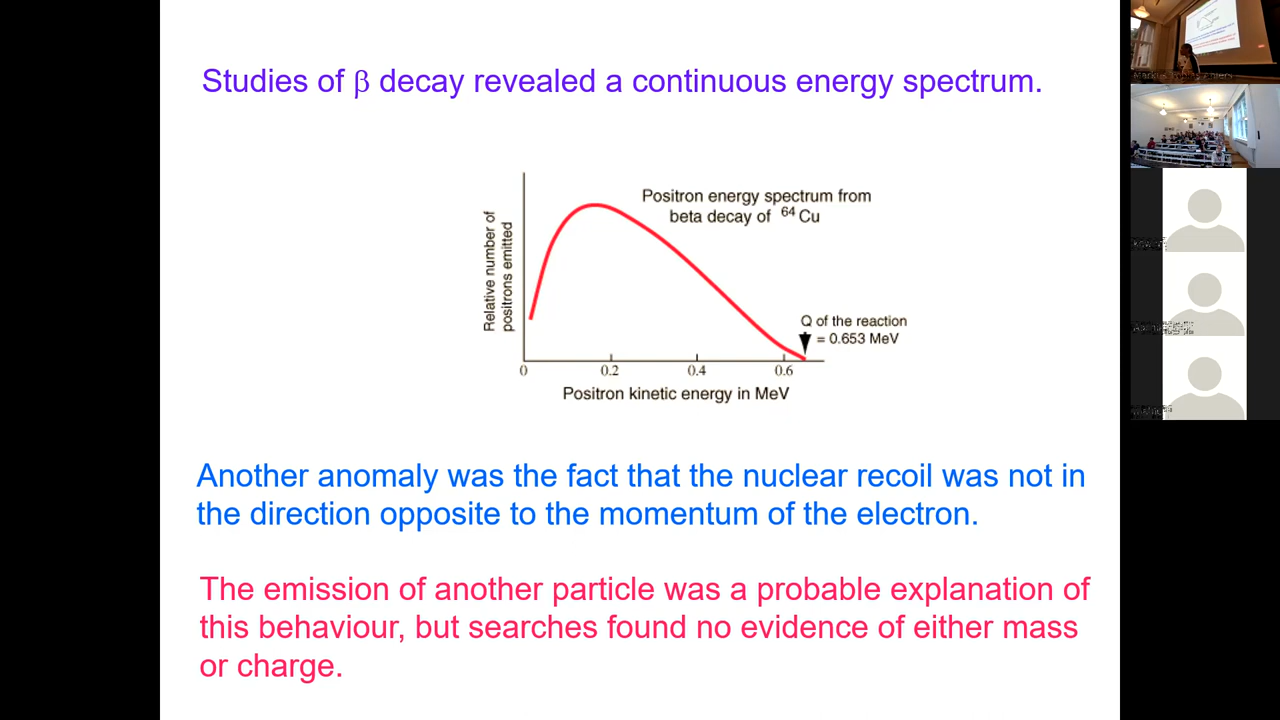 Studies of β decay revealed a continuous energy spectrum.
Positron energy spectrum from
beta decay of ⁶⁴Cu
Relative number of
positrons emitted
Q of the reaction
= 0.653 MeV
0 0.2 0.4 0.6
Positron kinetic energy in MeV
Another anomaly was the fact that the nuclear recoil was not in
the direction opposite to the momentum of the electron.
The emission of another particle was a probable explanation of
this behaviour, but searches found no evidence of either mass
or charge.